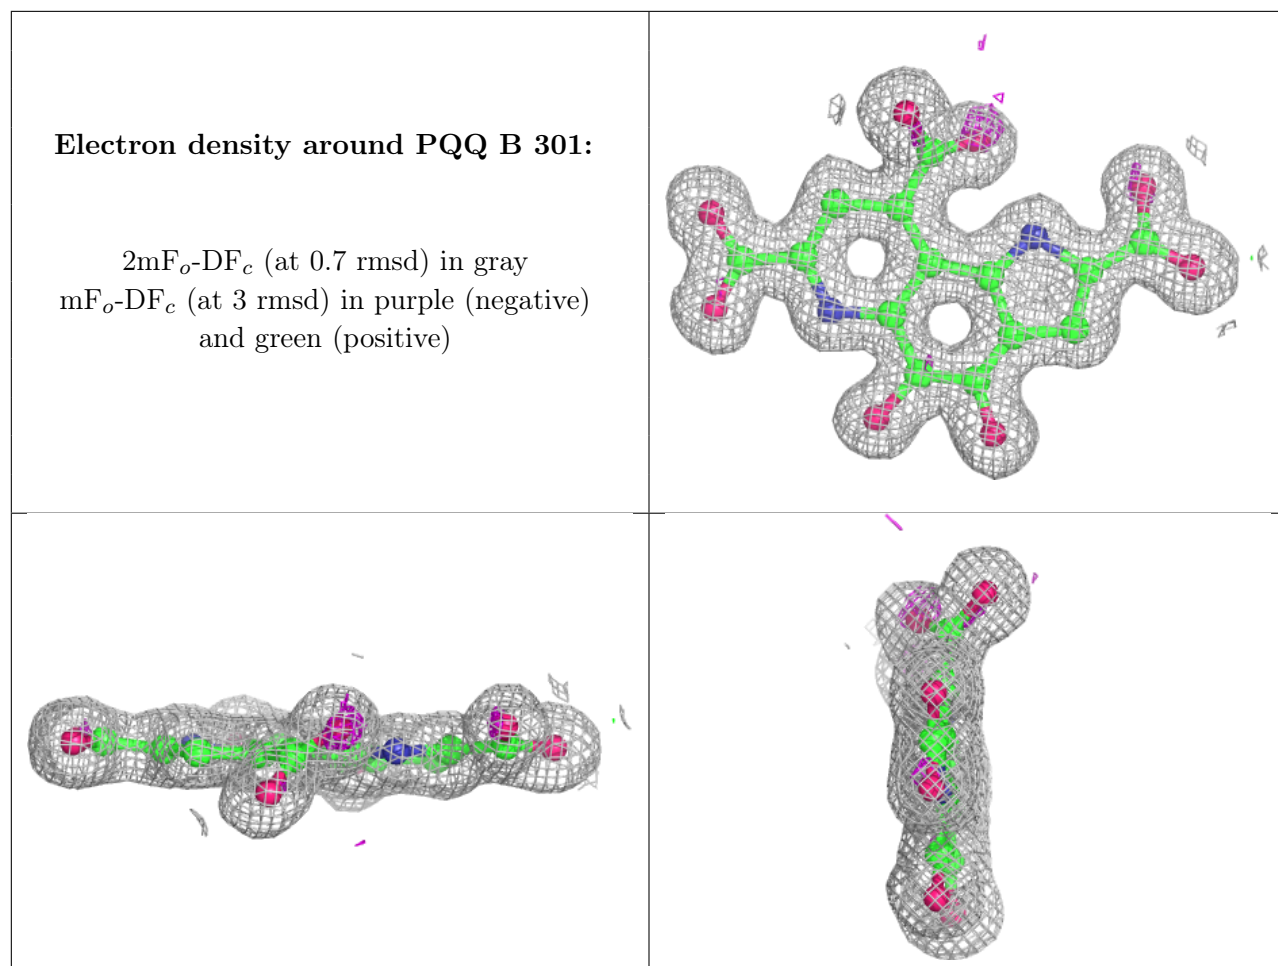 Electron density around PQQ B 301:
2mFo-DFc (at 0.7 rmsd) in gray
mFo-DFc (at 3 rmsd) in purple (negative)
and green (positive)